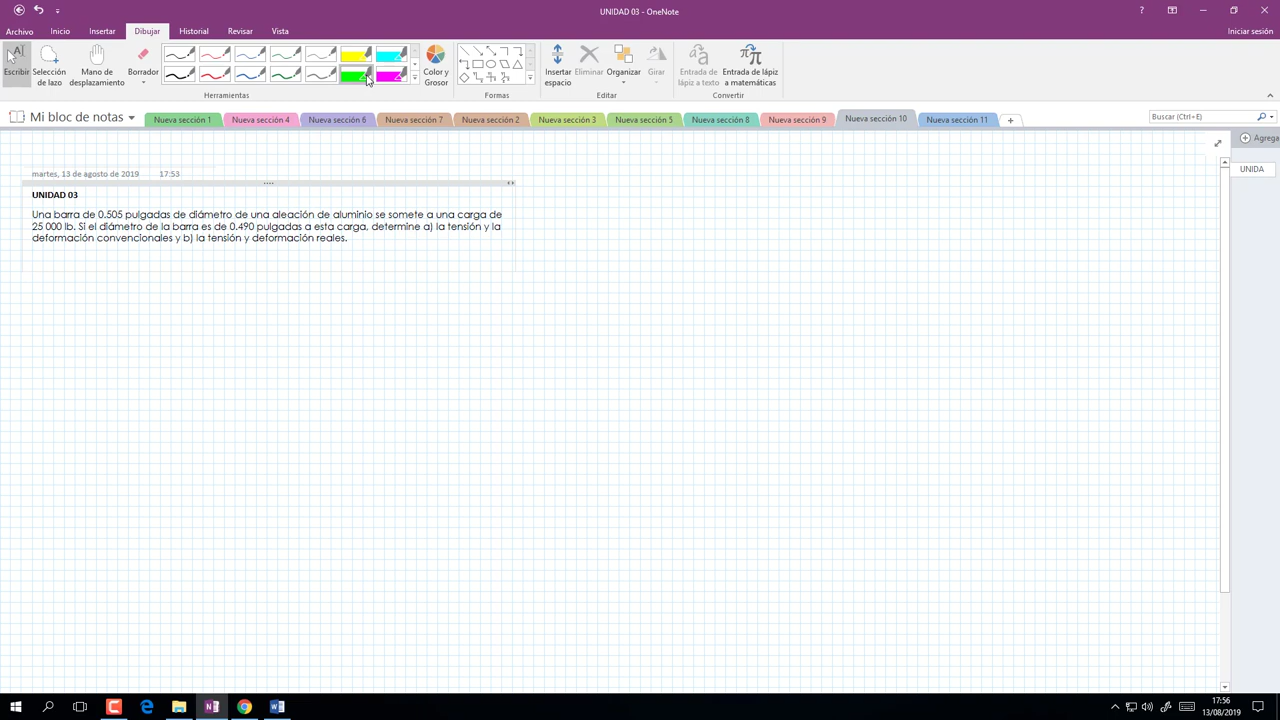 UNIDAD 03 - OneNote
?
Archivo Inicio Insertar Dibujar Historial Revisar Vista Iniciar sesión
Escribir Selección de lazo Mano de desplazamiento Borrador Color y Grosor Insertar espacio Eliminar Organizar Girar Entrada de lápiz a texto Entrada de lápiz a matemáticas
Herramientas Formas Editar Convertir
Mi bloc de notas Nueva sección 1 Nueva sección 4 Nueva sección 6 Nueva sección 7 Nueva sección 2 Nueva sección 3 Nueva sección 5 Nueva sección 8 Nueva sección 9 Nueva sección 10 Nueva sección 11 Buscar (Ctrl+E)
Agrega
martes, 13 de agosto de 2019 17:53
UNIDA
UNIDAD 03
Una barra de 0.505 pulgadas de diámetro de una aleación de aluminio se somete a una carga de
25 000 lb. Si el diámetro de la barra es de 0.490 pulgadas a esta carga, determine a) la tensión y la
deformación convencionales y b) la tensión y deformación reales.
17:56
13/08/2019